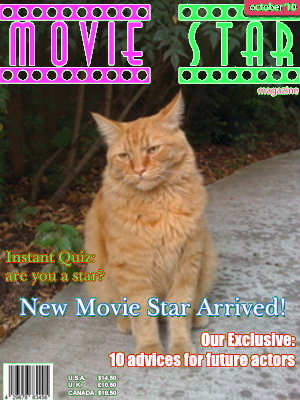 MOVIE STAR
october '10
magazine
Instant Quiz:
are you a star?
New Movie Star Arrived!
Our Exclusive:
10 advices for future actors
U.S.A. $14.50
U.K. £10.50
CANADA $19.50